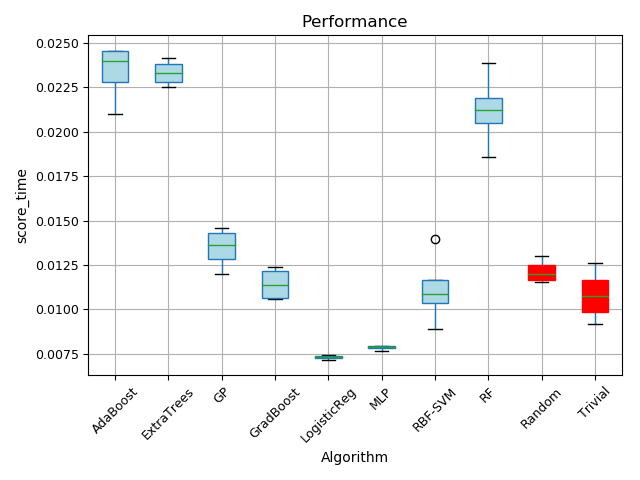 Performance
0.0250
0.0225
0.0200
0.0175
0.0150
0.0125
0.0100
0.0075
score_time
AdaBoost
ExtraTrees
GP
GradBoost
LogisticReg
MLP
RBF-SVM
RF
Random
Trivial
Algorithm